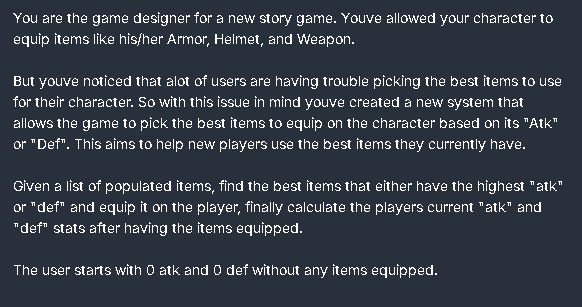 You are the game designer for a new story game. Youve allowed your character to
equip items like his/her Armor, Helmet, and Weapon.
But youve noticed that alot of users are having trouble picking the best items to use
for their character. So with this issue in mind youve created a new system that
allows the game to pick the best items to equip on the character based on its "Atk"
or "Def". This aims to help new players use the best items they currently have.
Given a list of populated items, find the best items that either have the highest "atk"
or "def" and equip it on the player, finally calculate the players current "atk" and
"def" stats after having the items equipped.
The user starts with 0 atk and 0 def without any items equipped.